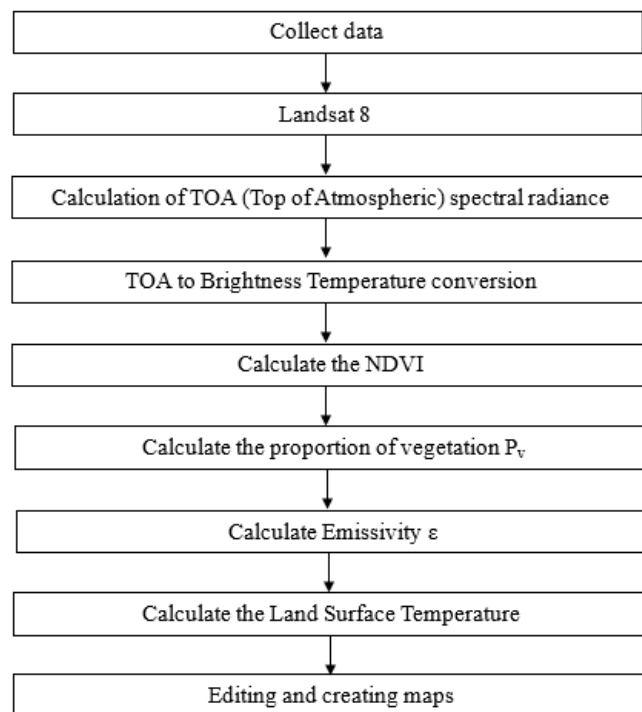 Collect data
Landsat 8
Calculation of TOA (Top of Atmospheric) spectral radiance
TOA to Brightness Temperature conversion
Calculate the NDVI
Calculate the proportion of vegetation Pᵥ
Calculate Emissivity ε
Calculate the Land Surface Temperature
Editing and creating maps